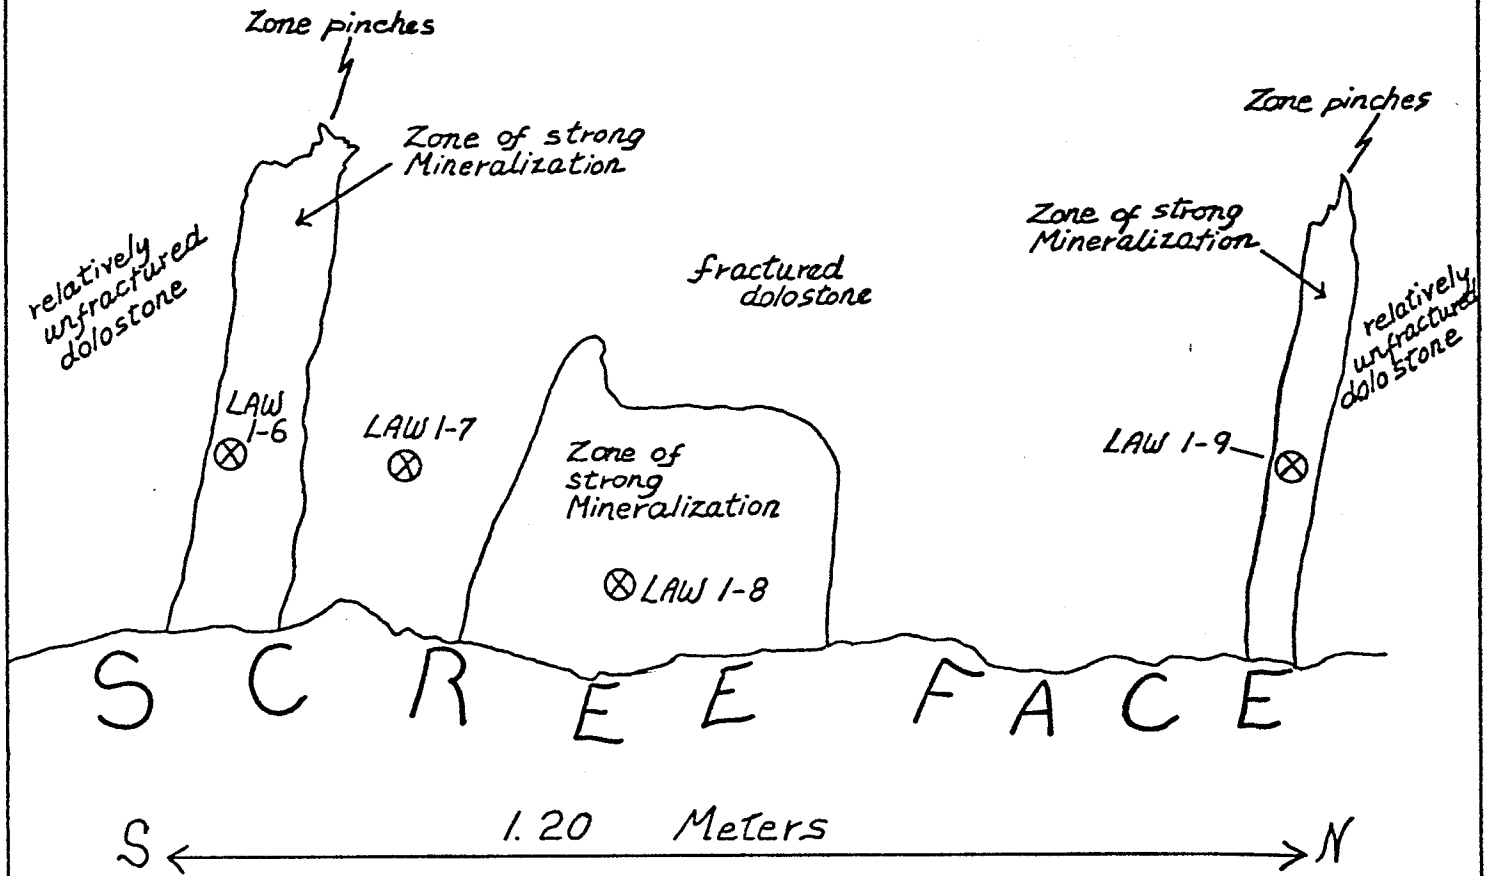 Zone pinches
Zone of strong
Mineralization
relatively
unfractured
dolostone
LAW
1-6
LAW 1-7
fractured
dolostone
Zone of
strong
Mineralization
LAW 1-8
Zone pinches
Zone of strong
Mineralization
relatively
unfractured
dolostone
LAW 1-9
SCREE FACE
1.20 Meters
S N